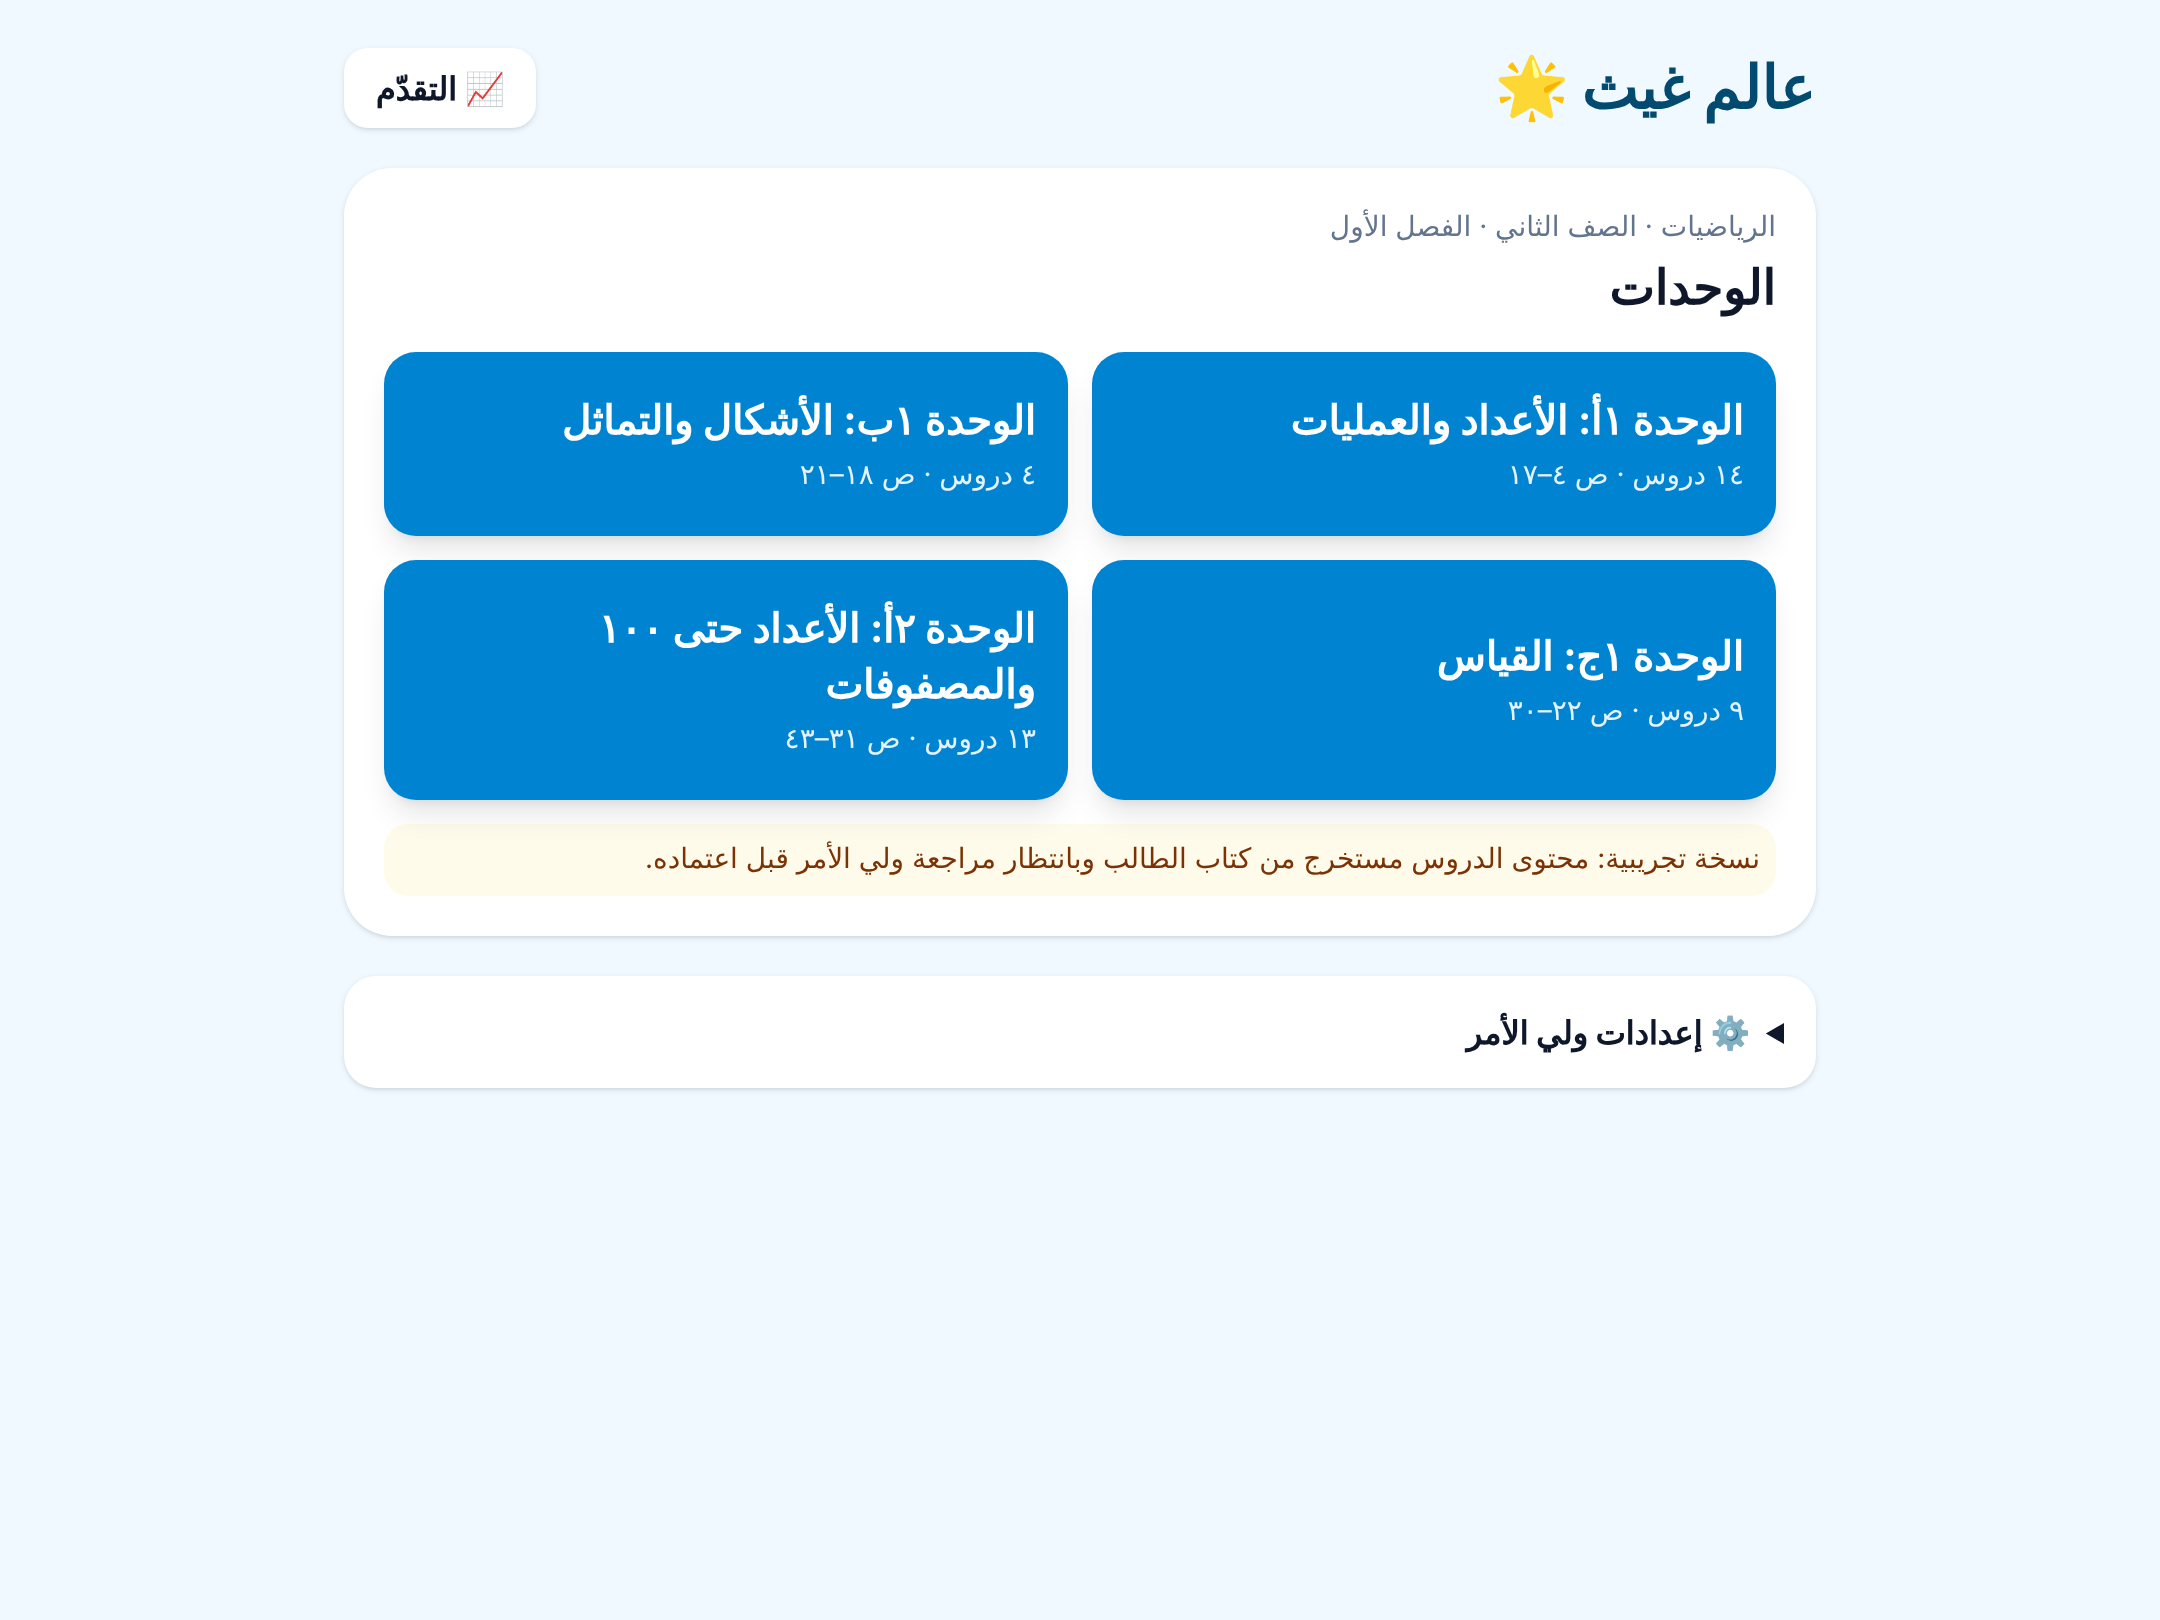 عالم غيث 🌟
📈 التقدّم
الرياضيات · الصف الثاني · الفصل الأول
الوحدات
الوحدة ١أ: الأعداد والعمليات
١٤ دروس · ص ٤–١٧
الوحدة ١ب: الأشكال والتماثل
٤ دروس · ص ١٨–٢١
الوحدة ١ج: القياس
٩ دروس · ص ٢٢–٣٠
الوحدة ٢أ: الأعداد حتى ١٠٠
والمصفوفات
١٣ دروس · ص ٣١–٤٣
نسخة تجريبية: محتوى الدروس مستخرج من كتاب الطالب وبانتظار مراجعة ولي الأمر قبل اعتماده.
⚙️ إعدادات ولي الأمر